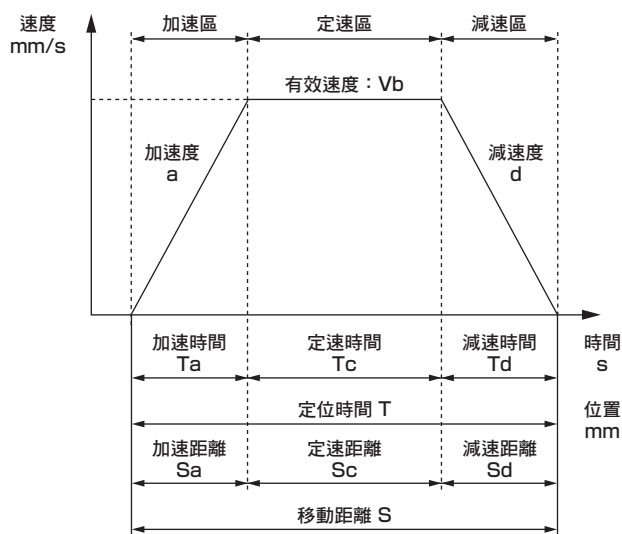 速度
mm/s
加速區
定速區
減速區
有效速度：Vb
加速度
a
減速度
d
加速時間
Ta
定速時間
Tc
減速時間
Td
時間
s
定位時間 T
位置
mm
加速距離
Sa
定速距離
Sc
減速距離
Sd
移動距離 S